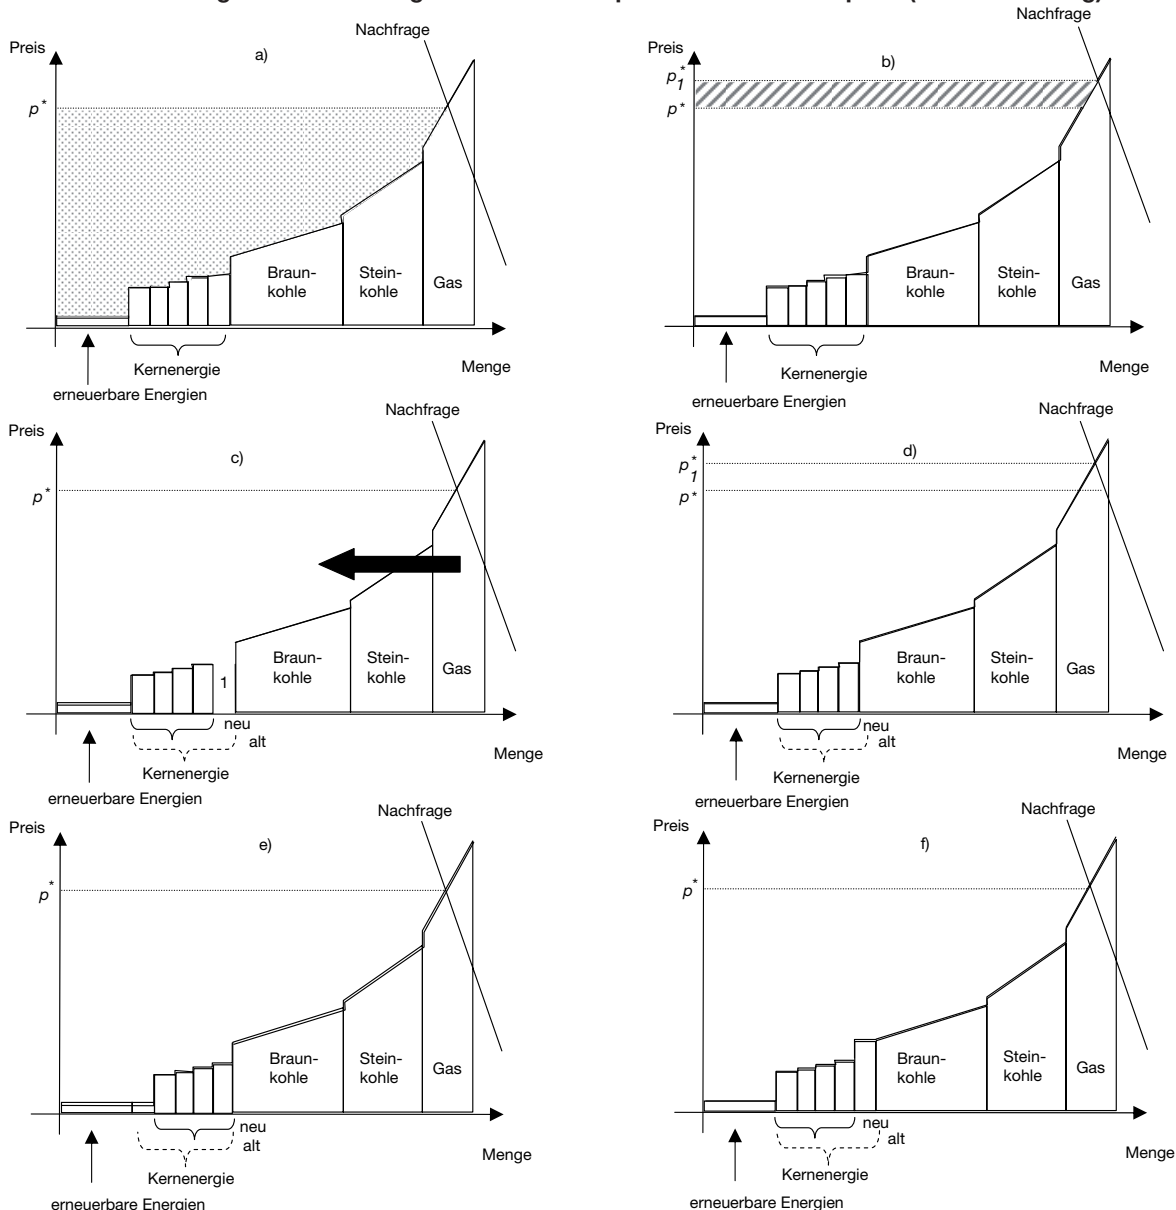 Nachfrage
Preis
a)
p*
Braun-
kohle
Stein-
kohle
Gas
Kernenergie
Menge
erneuerbare Energien
Nachfrage
Preis
b)
p*1
p*
Braun-
kohle
Stein-
kohle
Gas
Kernenergie
Menge
erneuerbare Energien
Nachfrage
Preis
c)
p*
1
Braun-
kohle
Stein-
kohle
Gas
neu
alt
Kernenergie
Menge
erneuerbare Energien
Nachfrage
Preis
d)
p*1
p*
Braun-
kohle
Stein-
kohle
Gas
neu
alt
Kernenergie
Menge
erneuerbare Energien
Nachfrage
Preis
e)
p*
Braun-
kohle
Stein-
kohle
Gas
neu
alt
Kernenergie
Menge
erneuerbare Energien
Nachfrage
Preis
f)
p*
Braun-
kohle
Stein-
kohle
Gas
neu
alt
Kernenergie
Menge
erneuerbare Energien